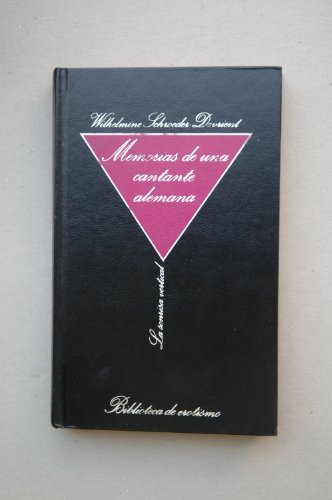 Wilhelmine Schroeder-Devrient
Memorias de una
cantante
alemana
La sonrisa vertical
Biblioteca de erotismo